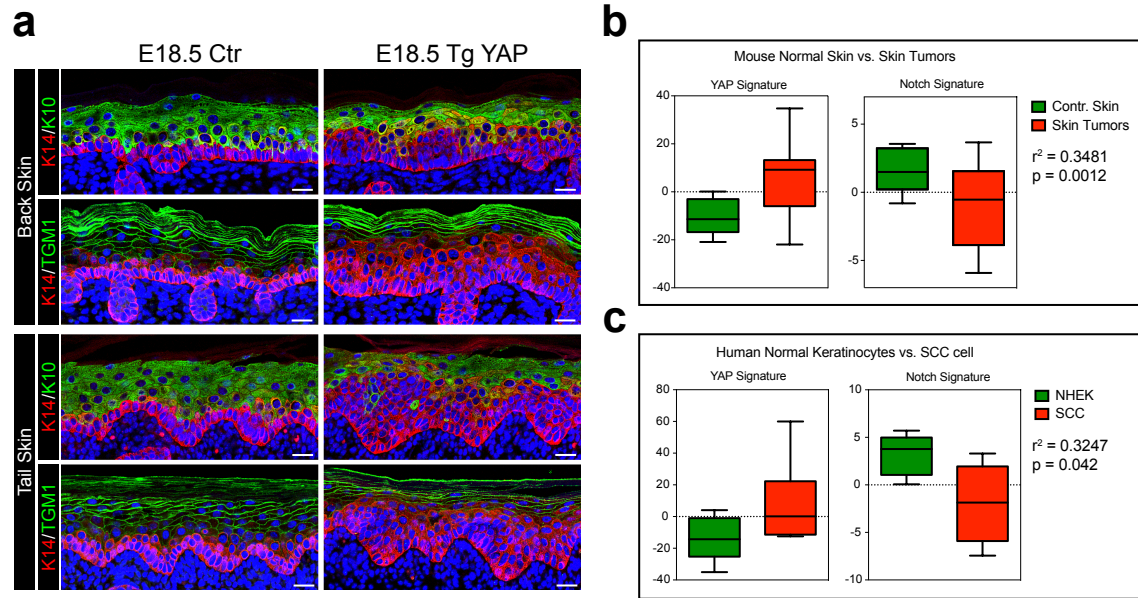 a
E18.5 Ctr
E18.5 Tg YAP
Back Skin
K14/K10
K14/TGM1
Tail Skin
K14/K10
K14/TGM1
b
Mouse Normal Skin vs. Skin Tumors
YAP Signature
40
20
0
-20
-40
Notch Signature
5
0
-5
Contr. Skin
Skin Tumors
r² = 0.3481
p = 0.0012
c
Human Normal Keratinocytes vs. SCC cell
YAP Signature
80
60
40
20
0
-20
-40
Notch Signature
10
5
0
-5
-10
NHEK
SCC
r² = 0.3247
p = 0.042